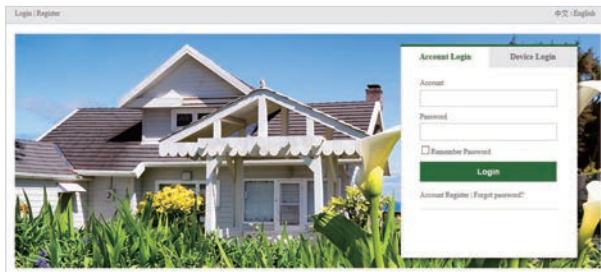 Login | Register
中文 | English
Account Login
Device Login
Account
Password
Remember Password
Login
Account Register | Forgot password?